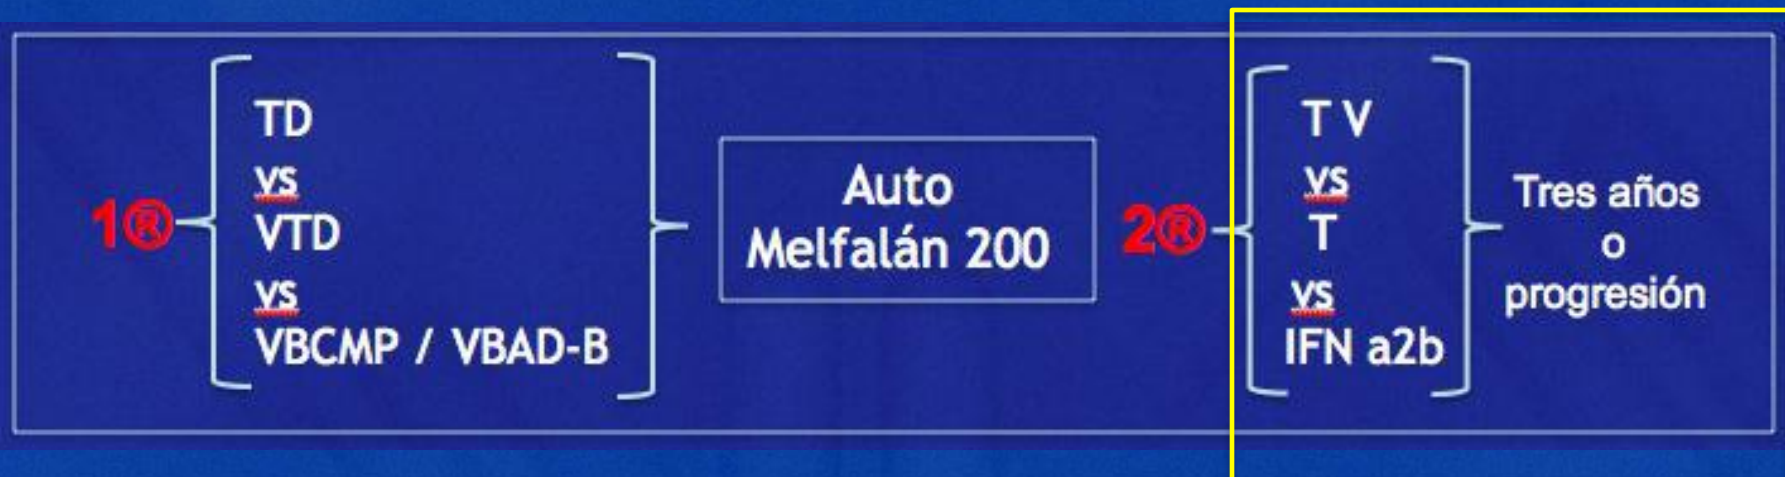 1®
TD
vs
VTD
vs
VBCMP / VBAD-B
Auto
Melfalán 200
2®
T V
vs
T
vs
IFN a2b
Tres años
o
progresión